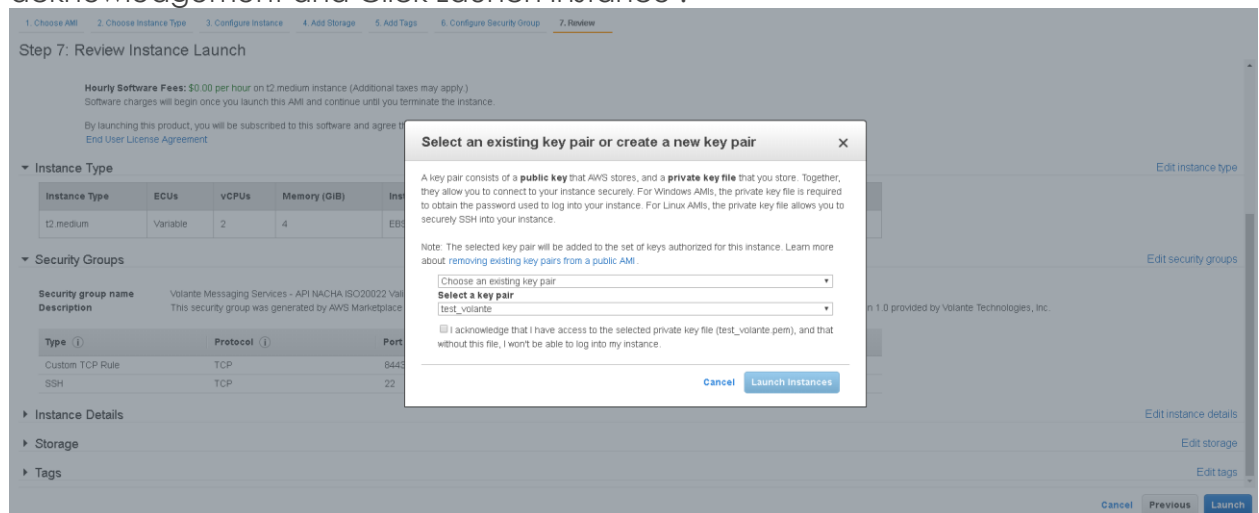 acknowledgement and Click Launch Instance .
1. Choose AMI 2. Choose Instance Type 3. Configure Instance 4. Add Storage 5. Add Tags 6. Configure Security Group 7. Review
Step 7: Review Instance Launch
Hourly Software Fees: $0.00 per hour on t2.medium instance (Additional taxes may apply.)
Software charges will begin once you launch this AMI and continue until you terminate the instance.
By launching this product, you will be subscribed to this software and agree
End User License Agreement
Select an existing key pair or create a new key pair ×
A key pair consists of a public key that AWS stores, and a private key file that you store. Together,
they allow you to connect to your instance securely. For Windows AMIs, the private key file is required
to obtain the password used to log into your instance. For Linux AMIs, the private key file allows you to
securely SSH into your instance.
Note: The selected key pair will be added to the set of keys authorized for this instance. Learn more
about removing existing key pairs from a public AMI .
Choose an existing key pair
Select a key pair
test_volante
I acknowledge that I have access to the selected private key file (test_volante.pem), and that
without this file, I won't be able to log into my instance.
Cancel Launch Instances
Instance Type Edit instance type
Instance Type ECUs vCPUs Memory (GiB)
t2.medium Variable 2 4 EBS
Security Groups Edit security groups
Security group name Volante Messaging Services - API NACHA ISO20022
Description This security group was generated by AWS Marketplace n 1.0 provided by Volante Technologies, Inc.
Type Protocol Port
Custom TCP Rule TCP 8443
SSH TCP 22
Instance Details Edit instance details
Storage Edit storage
Tags Edit tags
Cancel Previous Launch